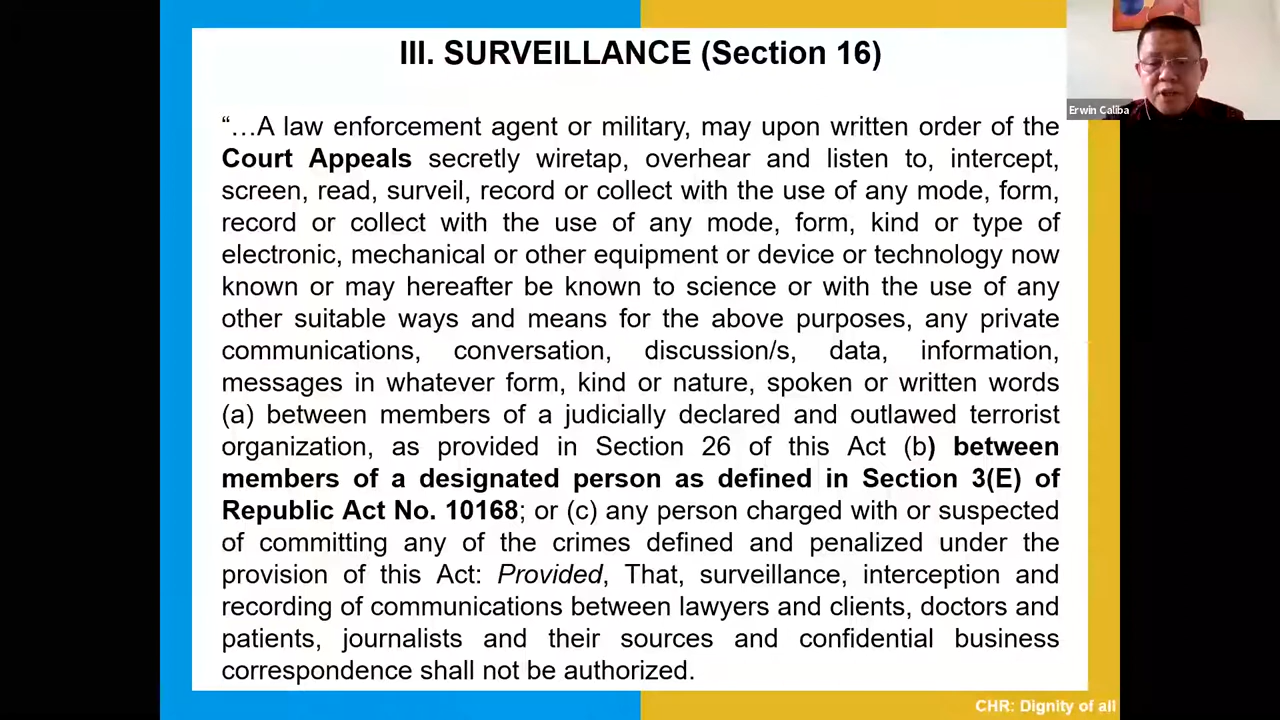 III. SURVEILLANCE (Section 16)
Erwin Caliba
“…A law enforcement agent or military, may upon written order of the
Court Appeals secretly wiretap, overhear and listen to, intercept,
screen, read, surveil, record or collect with the use of any mode, form,
record or collect with the use of any mode, form, kind or type of
electronic, mechanical or other equipment or device or technology now
known or may hereafter be known to science or with the use of any
other suitable ways and means for the above purposes, any private
communications, conversation, discussion/s, data, information,
messages in whatever form, kind or nature, spoken or written words
(a) between members of a judicially declared and outlawed terrorist
organization, as provided in Section 26 of this Act (b) between
members of a designated person as defined in Section 3(E) of
Republic Act No. 10168; or (c) any person charged with or suspected
of committing any of the crimes defined and penalized under the
provision of this Act: Provided, That, surveillance, interception and
recording of communications between lawyers and clients, doctors and
patients, journalists and their sources and confidential business
correspondence shall not be authorized.
CHR: Dignity of all